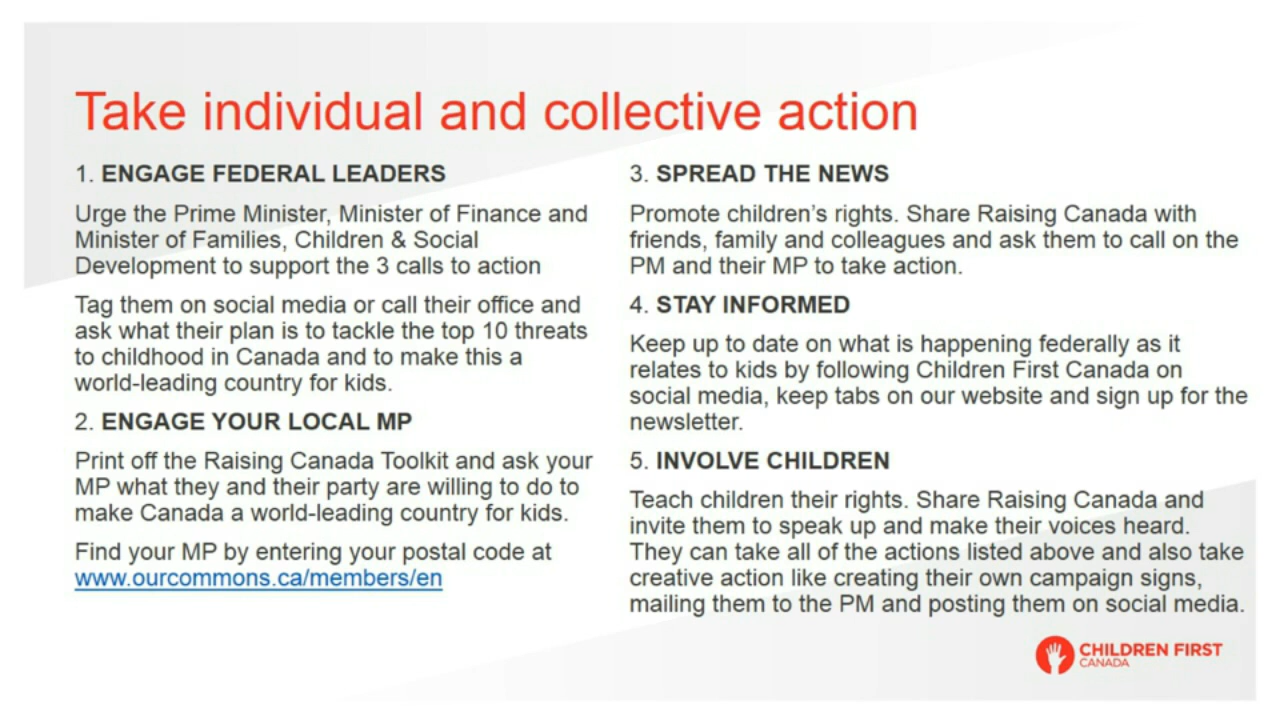 Take individual and collective action
1. ENGAGE FEDERAL LEADERS
Urge the Prime Minister, Minister of Finance and
Minister of Families, Children & Social
Development to support the 3 calls to action
Tag them on social media or call their office and
ask what their plan is to tackle the top 10 threats
to childhood in Canada and to make this a
world-leading country for kids.
2. ENGAGE YOUR LOCAL MP
Print off the Raising Canada Toolkit and ask your
MP what they and their party are willing to do to
make Canada a world-leading country for kids.
Find your MP by entering your postal code at
www.ourcommons.ca/members/en
3. SPREAD THE NEWS
Promote children’s rights. Share Raising Canada with
friends, family and colleagues and ask them to call on the
PM and their MP to take action.
4. STAY INFORMED
Keep up to date on what is happening federally as it
relates to kids by following Children First Canada on
social media, keep tabs on our website and sign up for the
newsletter.
5. INVOLVE CHILDREN
Teach children their rights. Share Raising Canada and
invite them to speak up and make their voices heard.
They can take all of the actions listed above and also take
creative action like creating their own campaign signs,
mailing them to the PM and posting them on social media.
CHILDREN FIRST
CANADA